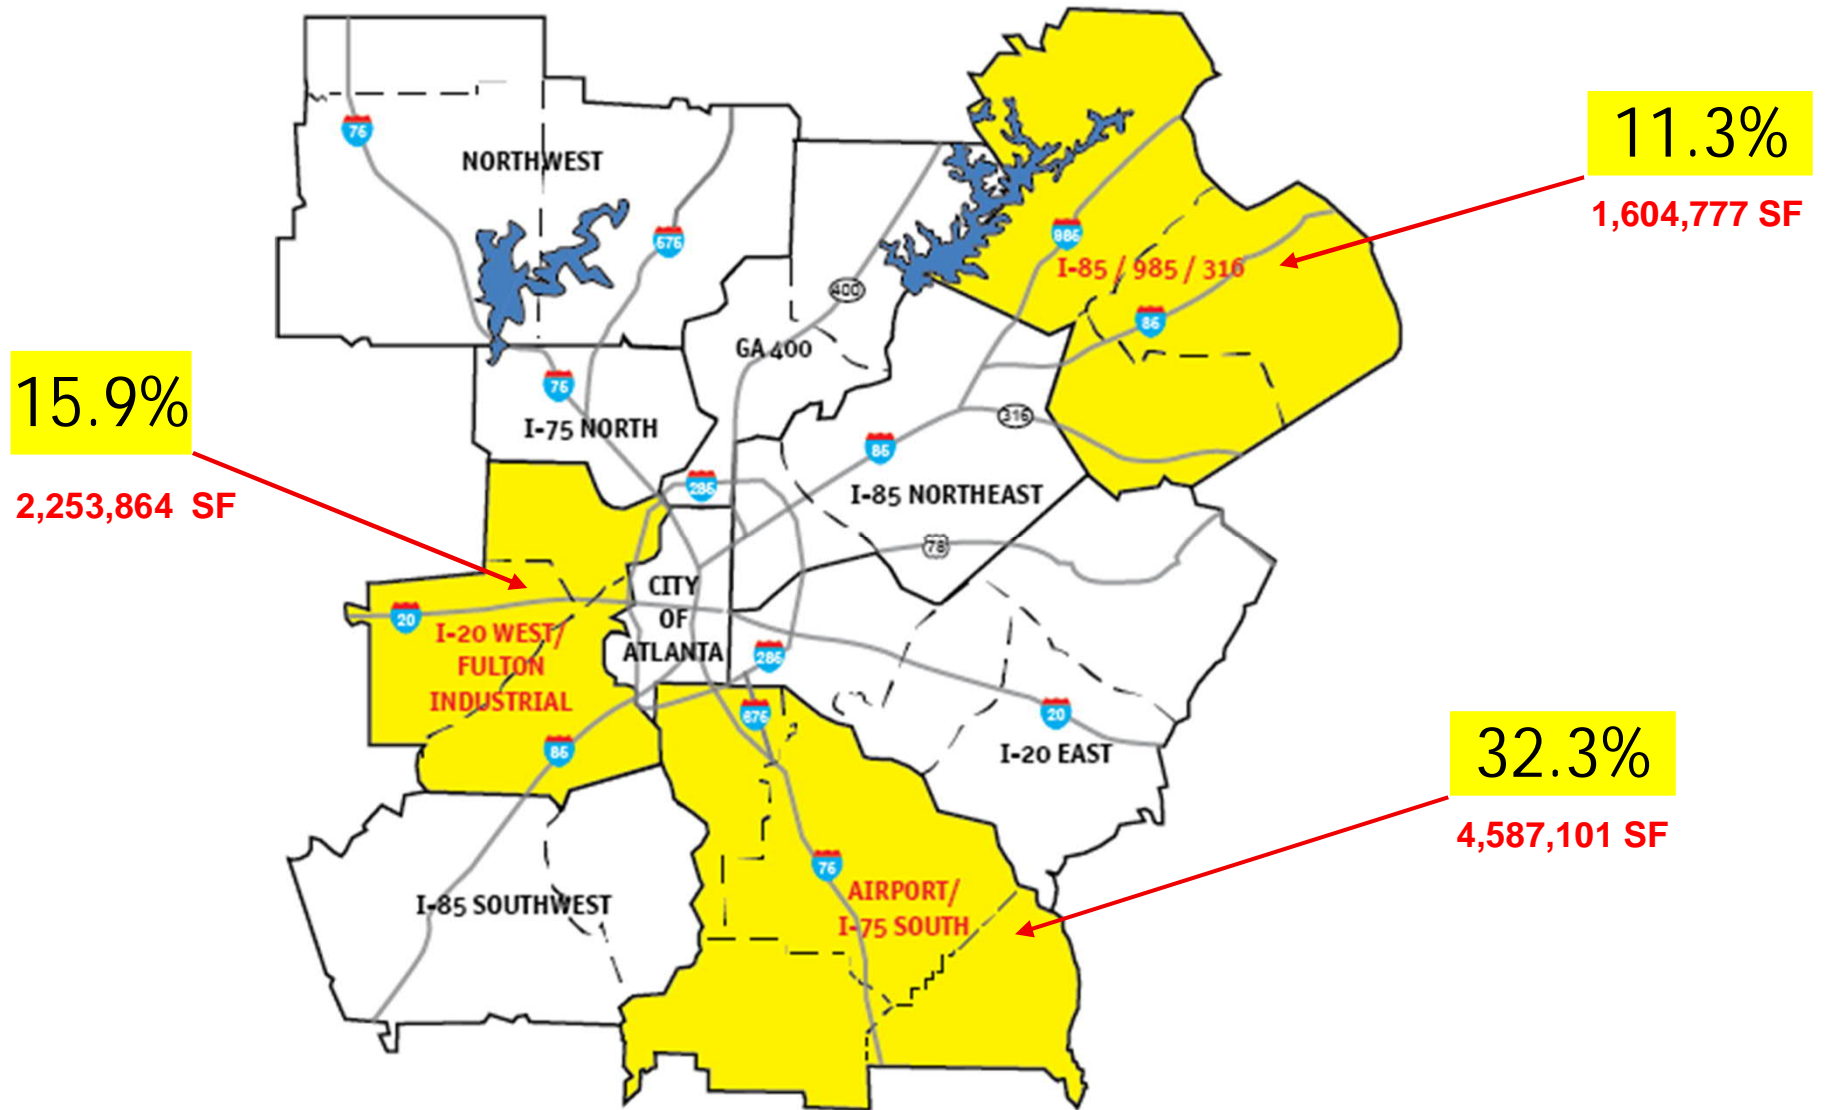 75
NORTHWEST
575
11.3%
1,604,777 SF
985
I-85 / 985 / 316
400
85
GA 400
15.9%
75
I-75 NORTH
316
85
2,253,864 SF
285
I-85 NORTHEAST
78
CITY
OF
ATLANTA
20
I-20 WEST/
FULTON
INDUSTRIAL
285
675
20
85
I-20 EAST
32.3%
4,587,101 SF
75
AIRPORT/
I-75 SOUTH
I-85 SOUTHWEST